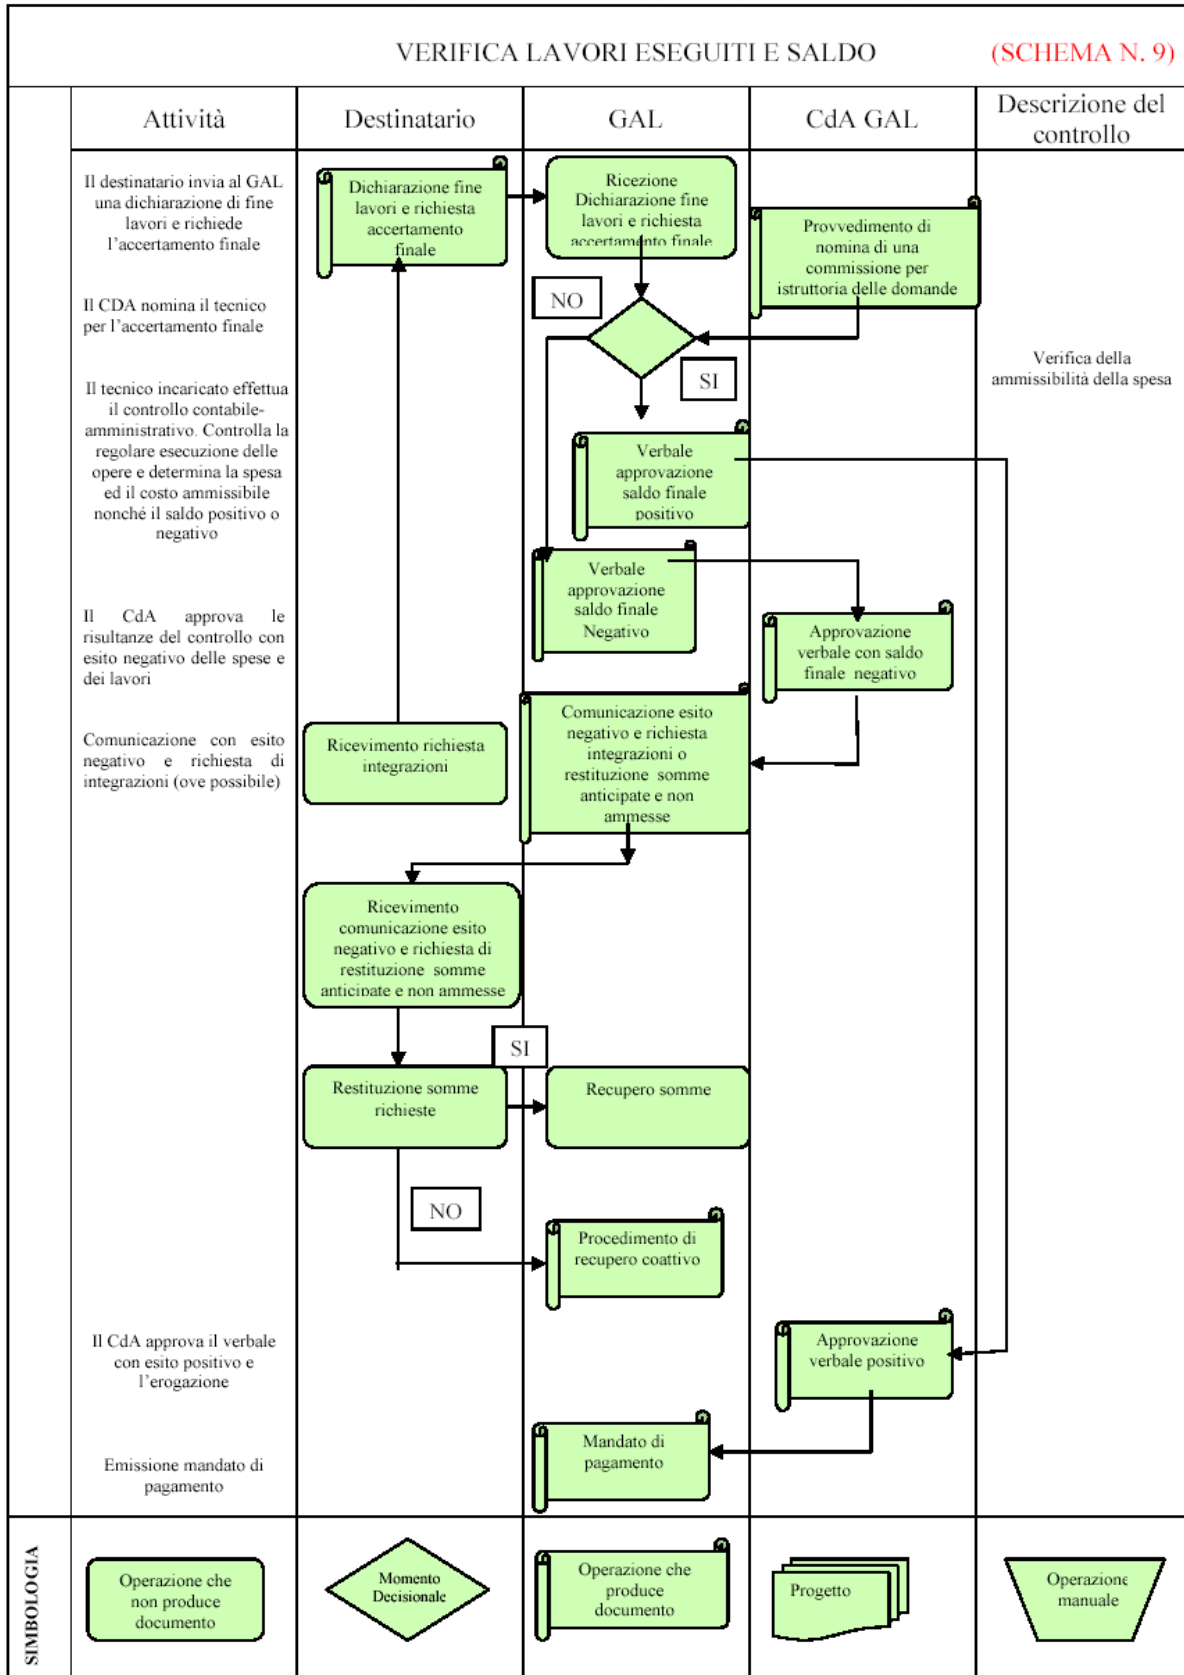 VERIFICA LAVORI ESEGUITI E SALDO
(SCHEMA N. 9)
Attività
Destinatario
GAL
CdA GAL
Descrizione del
controllo
Il destinatario invia al GAL
una dichiarazione di fine
lavori e richiede
l'accertamento finale
Dichiarazione fine
lavori e richiesta
accertamento
finale
Ricezione
Dichiarazione fine
lavori e richiesta
accertamento finale
Provvedimento di
nomina di una
commissione per
istruttoria delle domande
Il CDA nomina il tecnico
per l'accertamento finale
NO
SI
Verifica della
ammissibilità della spesa
Il tecnico incaricato effettua
il controllo contabile-
amministrativo. Controlla la
regolare esecuzione delle
opere e determina la spesa
ed il costo ammissibile
nonché il saldo positivo o
negativo
Verbale
approvazione
saldo finale
positivo
Verbale
approvazione
saldo finale
Negativo
Il CdA approva le
risultanze del controllo con
esito negativo delle spese e
dei lavori
Approvazione
verbale con saldo
finale negativo
Comunicazione con esito
negativo e richiesta di
integrazioni (ove possibile)
Ricevimento richiesta
integrazioni
Comunicazione esito
negativo e richiesta
integrazioni o
restituzione somme
anticipate e non
ammesse
Ricevimento
comunicazione esito
negativo e richiesta di
restituzione somme
anticipate e non ammesse
SI
Restituzione somme
richieste
Recupero somme
NO
Procedimento di
recupero coattivo
Il CdA approva il verbale
con esito positivo e
l'erogazione
Approvazione
verbale positivo
Emissione mandato di
pagamento
Mandato di
pagamento
SIMBOLOGIA
Operazione che
non produce
documento
Momento
Decisionale
Operazione che
produce
documento
Progetto
Operazione
manuale